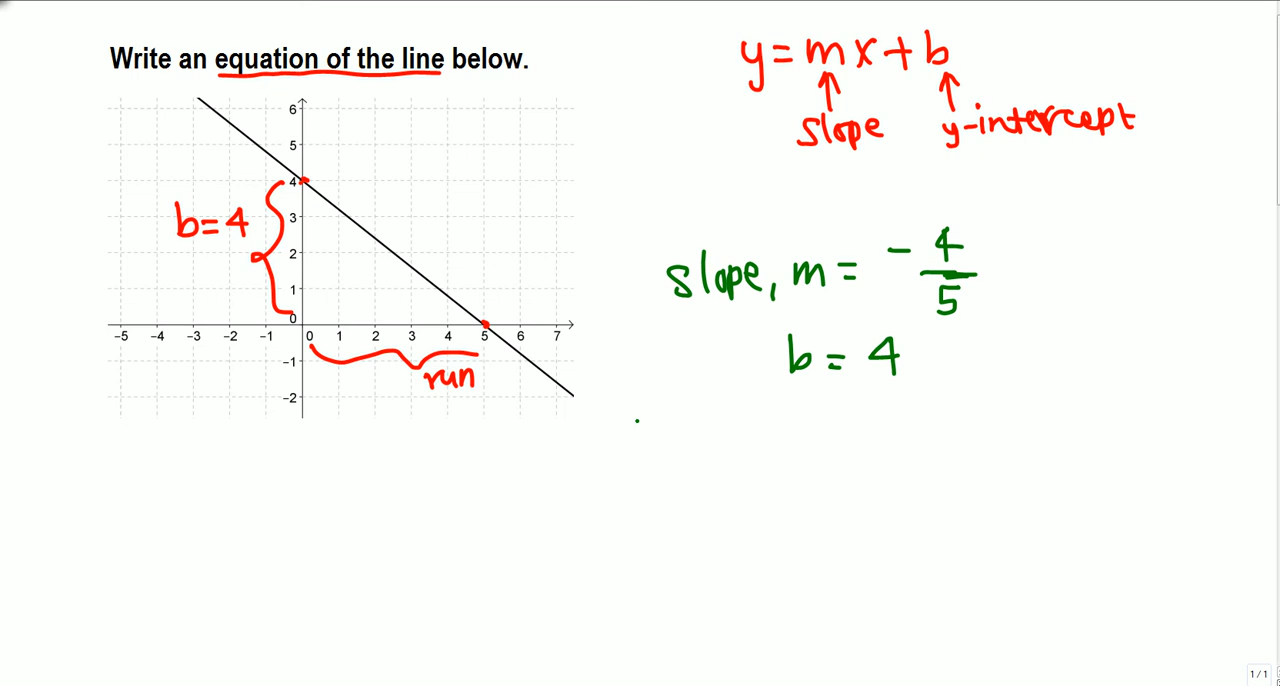 Write an equation of the line below.
y = mx + b
slope
y-intercept
6
5
4
3
2
1
0
b = 4
-5 -4 -3 -2 -1 0 1 2 3 4 5 6 7
-1
-2
run
slope, m = - 4/5
b = 4
1 / 1